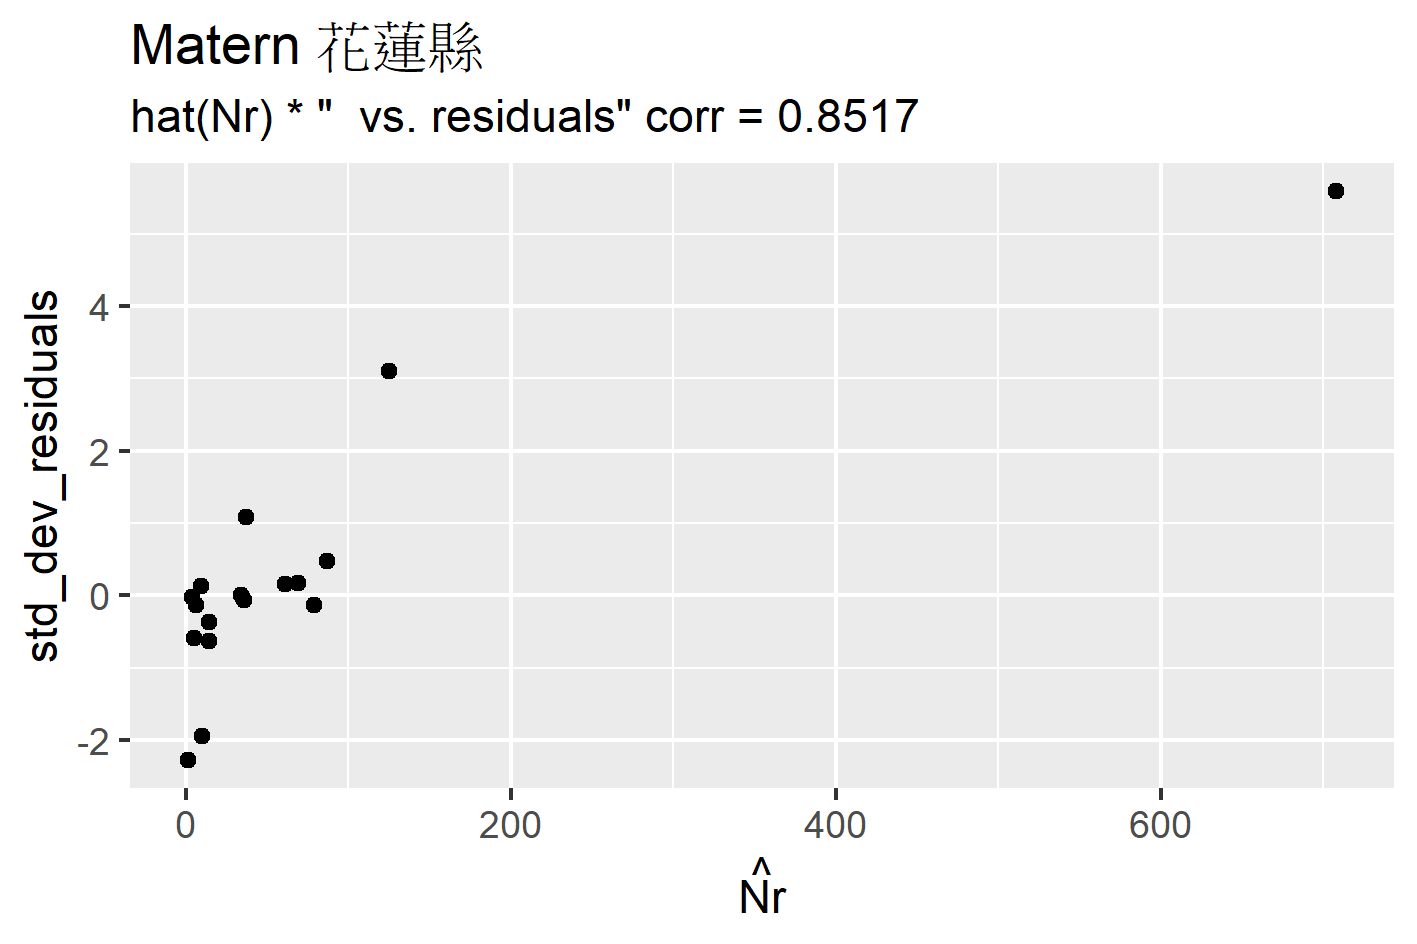 Matern 花蓮縣
hat(Nr) * "  vs. residuals" corr = 0.8517
std_dev_residuals
4
2
0
-2
0 200 400 600
N̂r